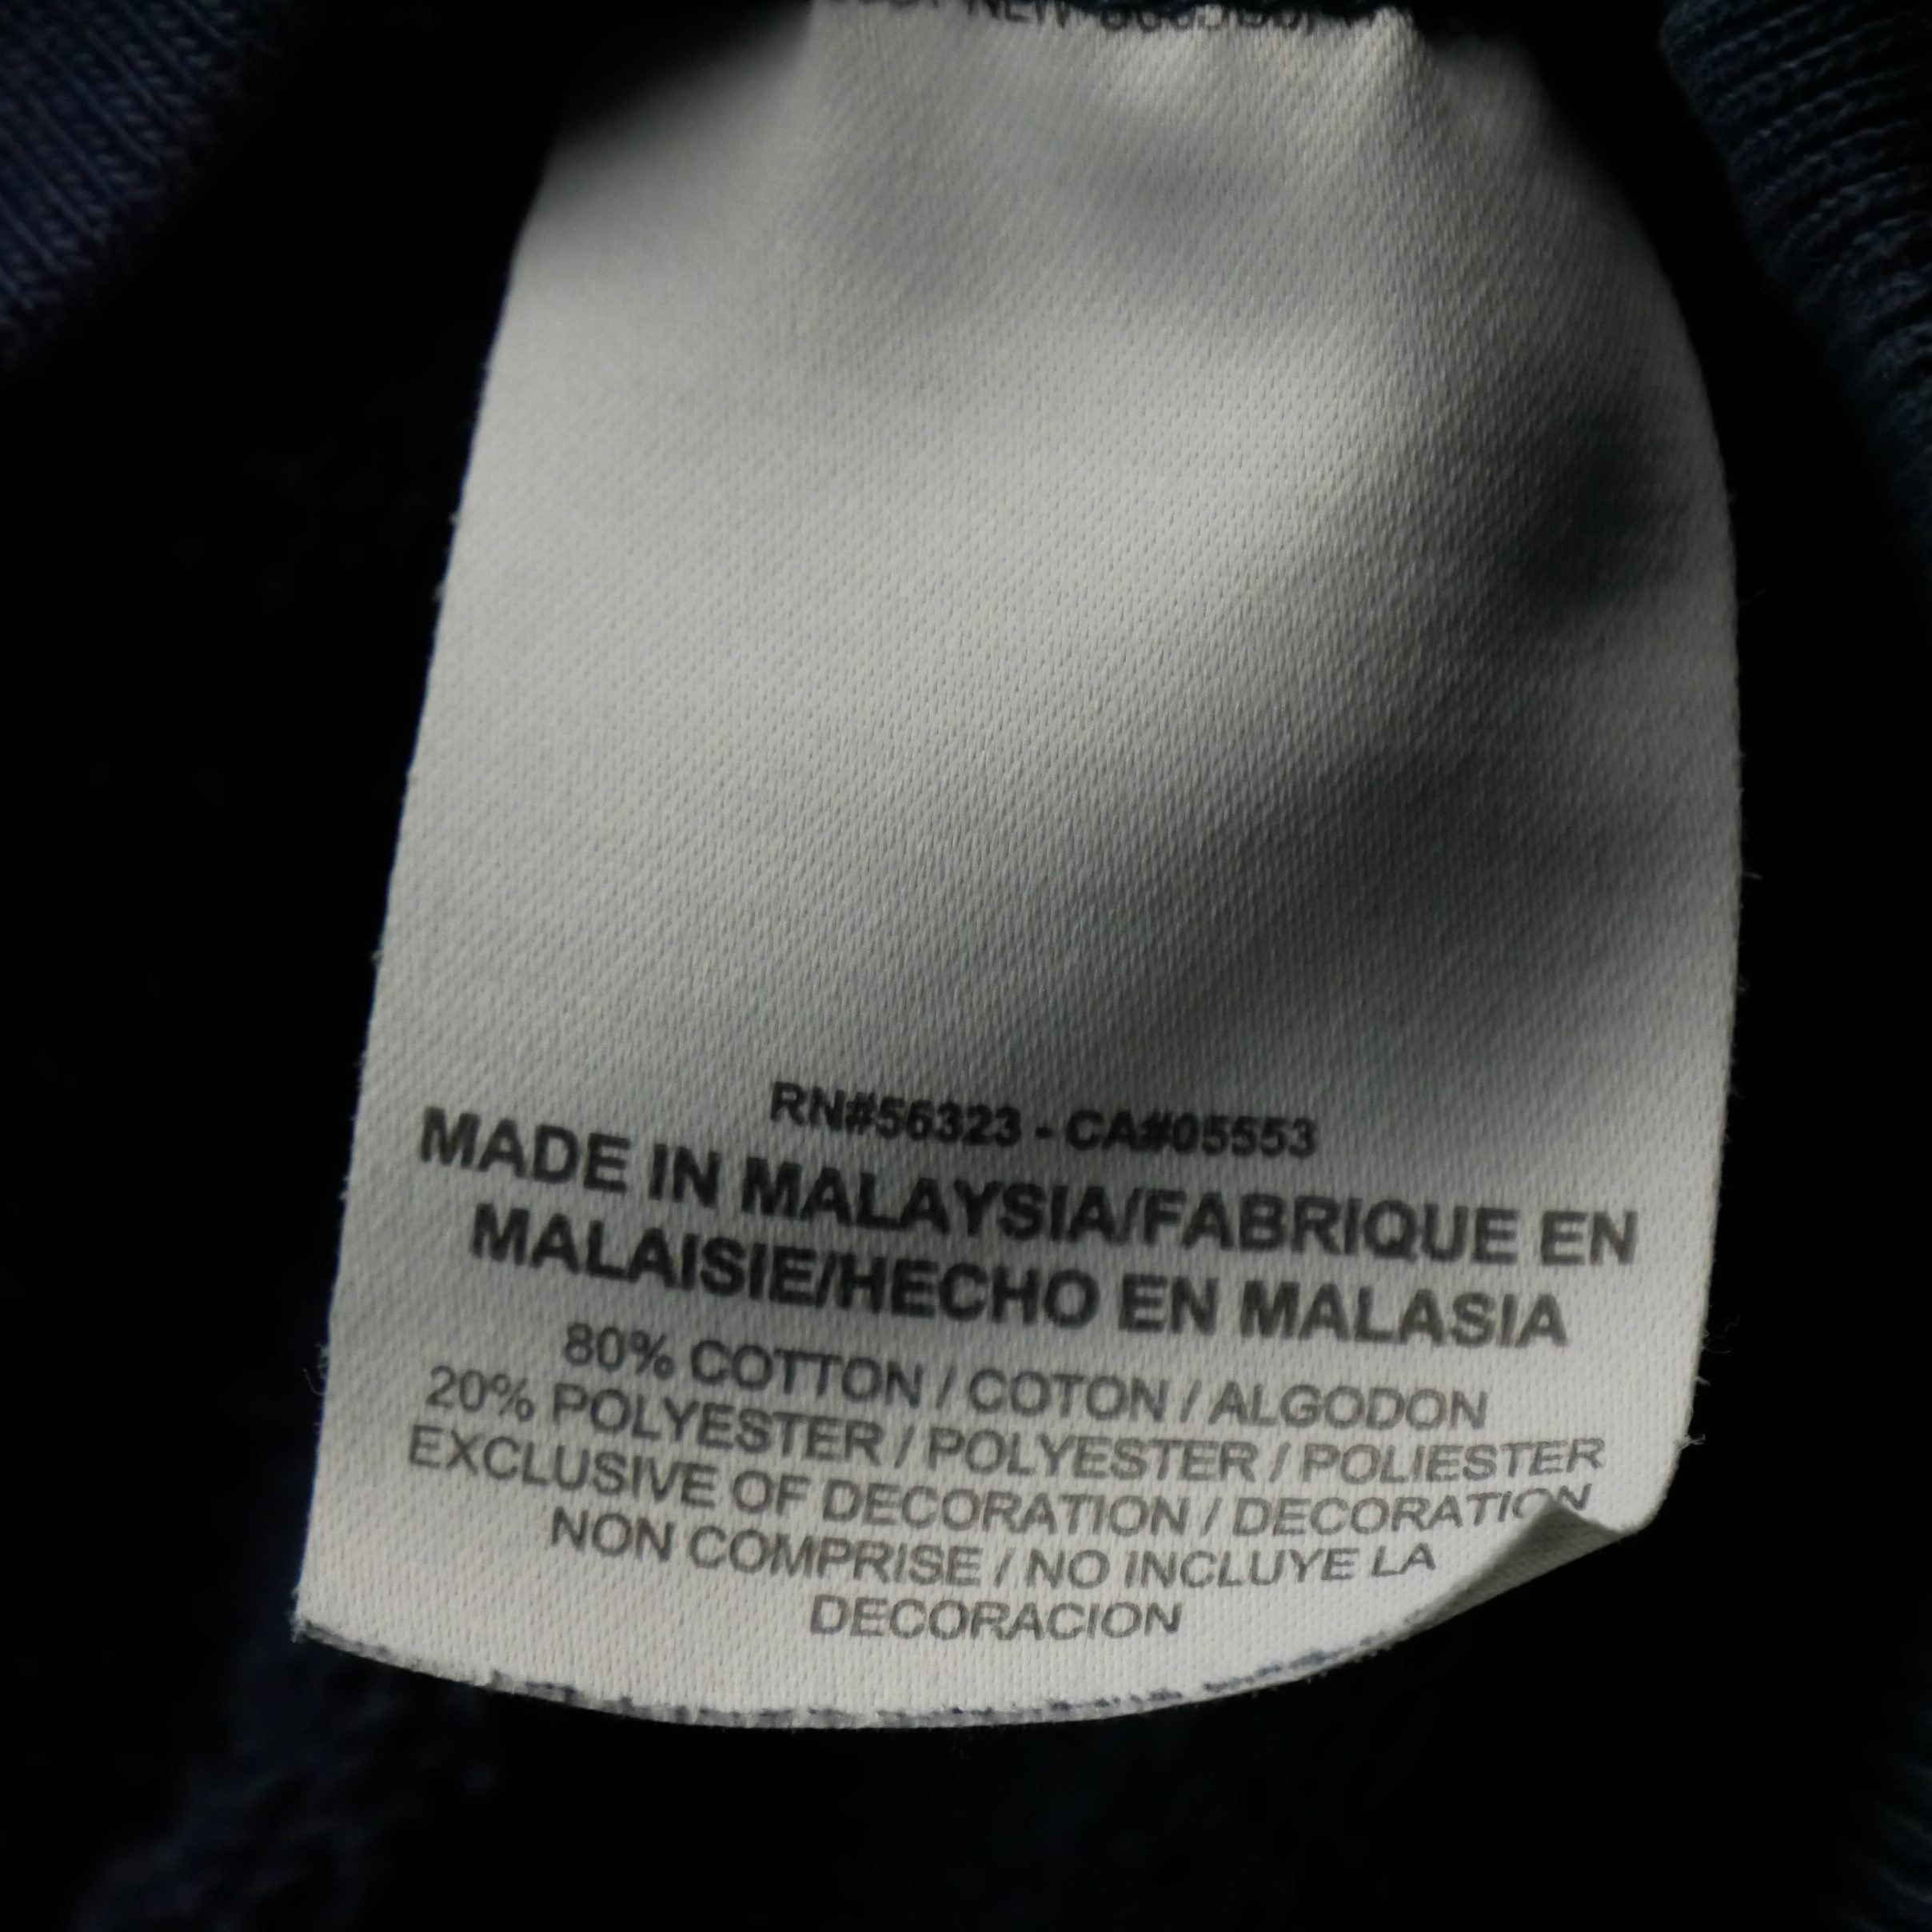 RN#56323 - CA#05553
MADE IN MALAYSIA/FABRIQUE EN
MALAISIE/HECHO EN MALASIA
80% COTTON / COTON / ALGODON
20% POLYESTER / POLYESTER / POLIESTER
EXCLUSIVE OF DECORATION / DECORATION
NON COMPRISE / NO INCLUYE LA
DECORACION